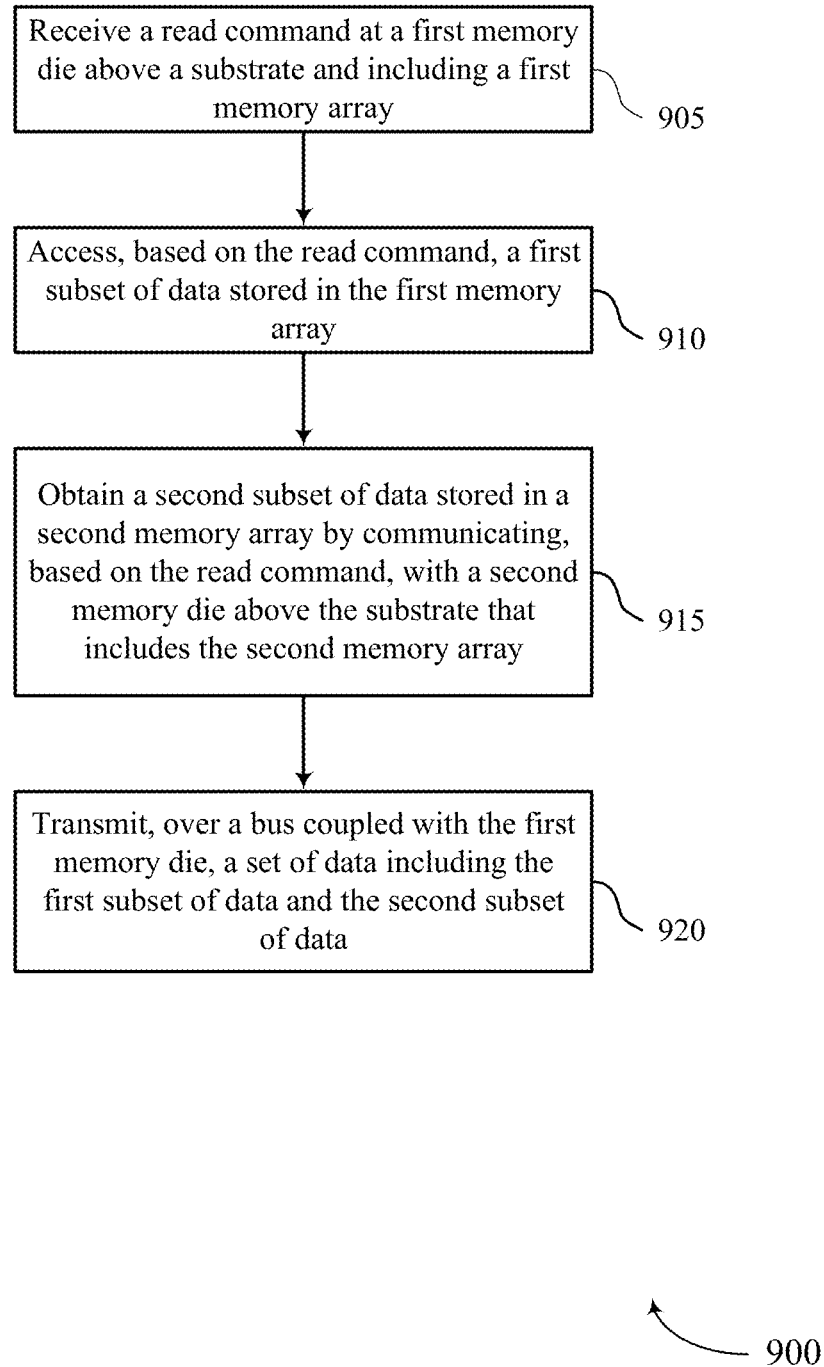 Receive a read command at a first memory
die above a substrate and including a first
memory array
905
Access, based on the read command, a first
subset of data stored in the first memory
array
910
Obtain a second subset of data stored in a
second memory array by communicating,
based on the read command, with a second
memory die above the substrate that
includes the second memory array
915
Transmit, over a bus coupled with the first
memory die, a set of data including the
first subset of data and the second subset
of data
920
900